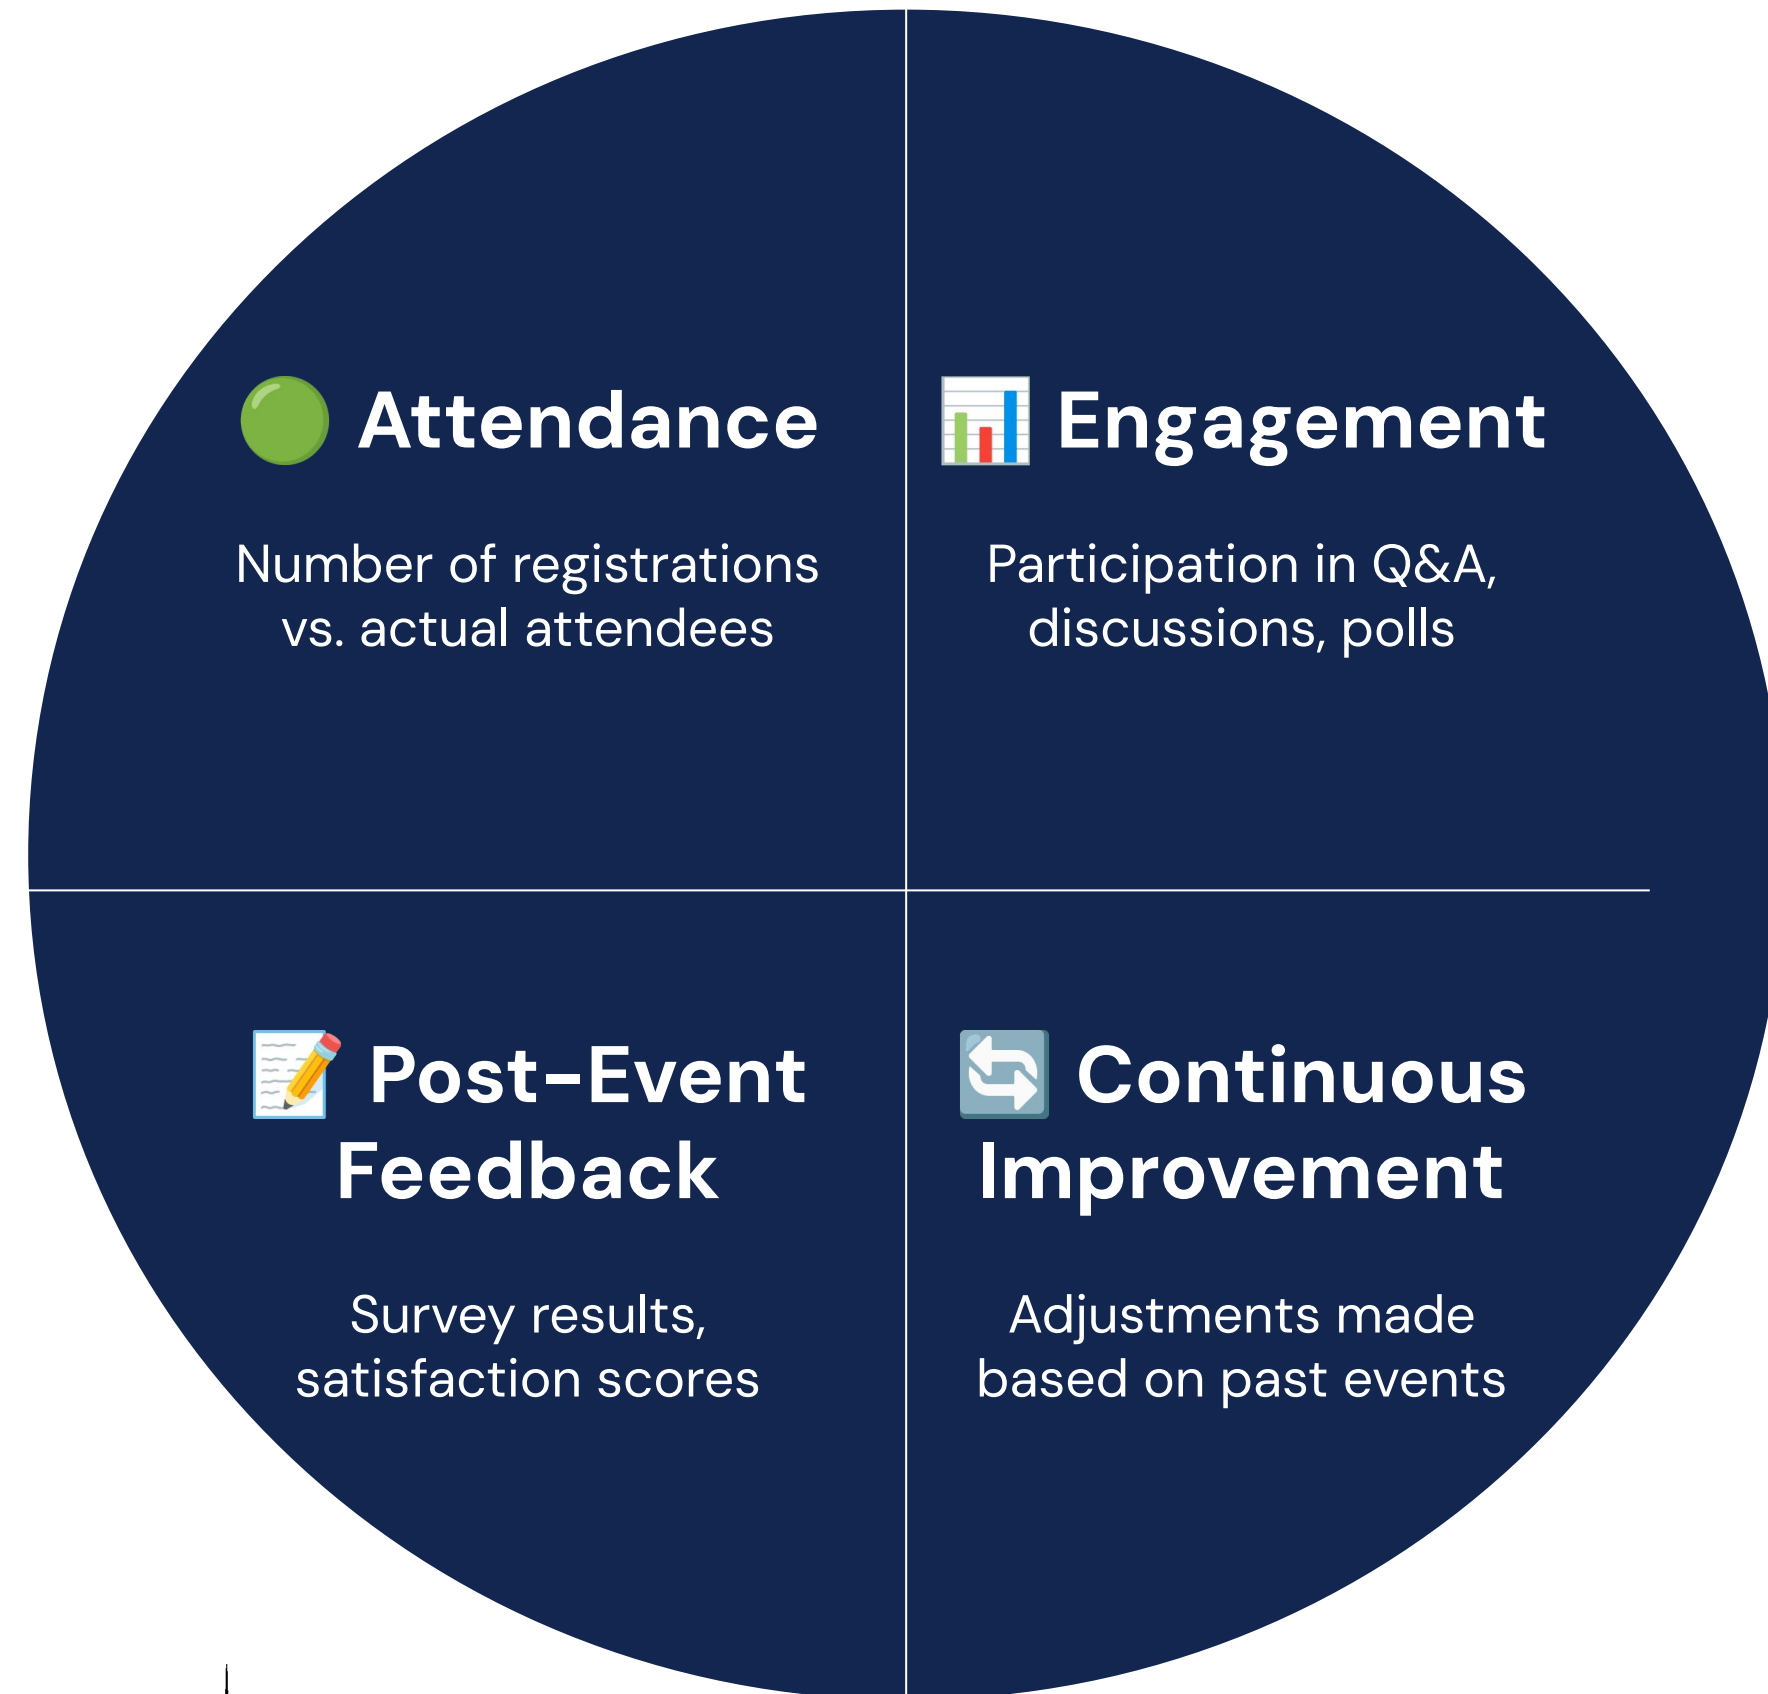 🟢 Attendance
Number of registrations
vs. actual attendees
📊 Engagement
Participation in Q&A,
discussions, polls
📝 Post-Event
Feedback
Survey results,
satisfaction scores
🔄 Continuous
Improvement
Adjustments made
based on past events